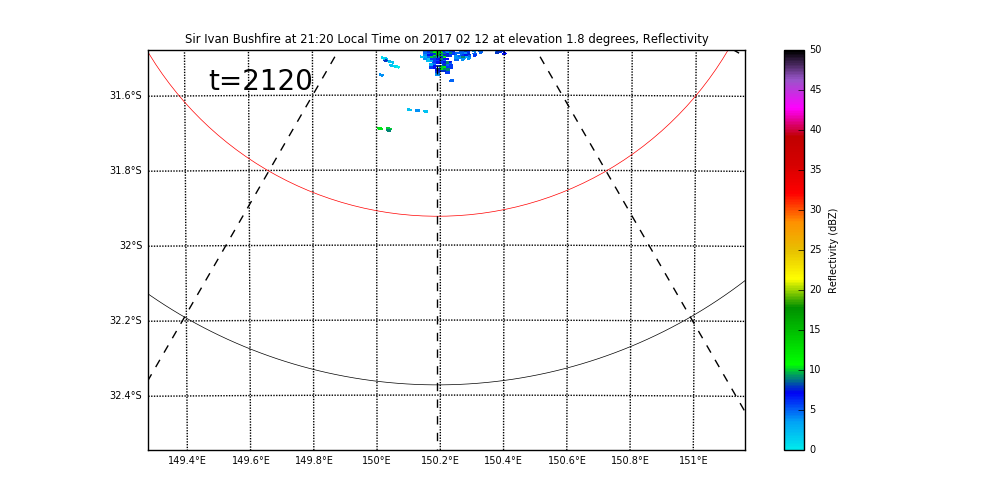 Sir Ivan Bushfire at 21:20 Local Time on 2017 02 12 at elevation 1.8 degrees, Reflectivity
t=2120
31.6°S
31.8°S
32°S
32.2°S
32.4°S
149.4°E 149.6°E 149.8°E 150°E 150.2°E 150.4°E 150.6°E 150.8°E 151°E
50
45
40
35
30
25
20
15
10
5
0
Reflectivity (dBZ)